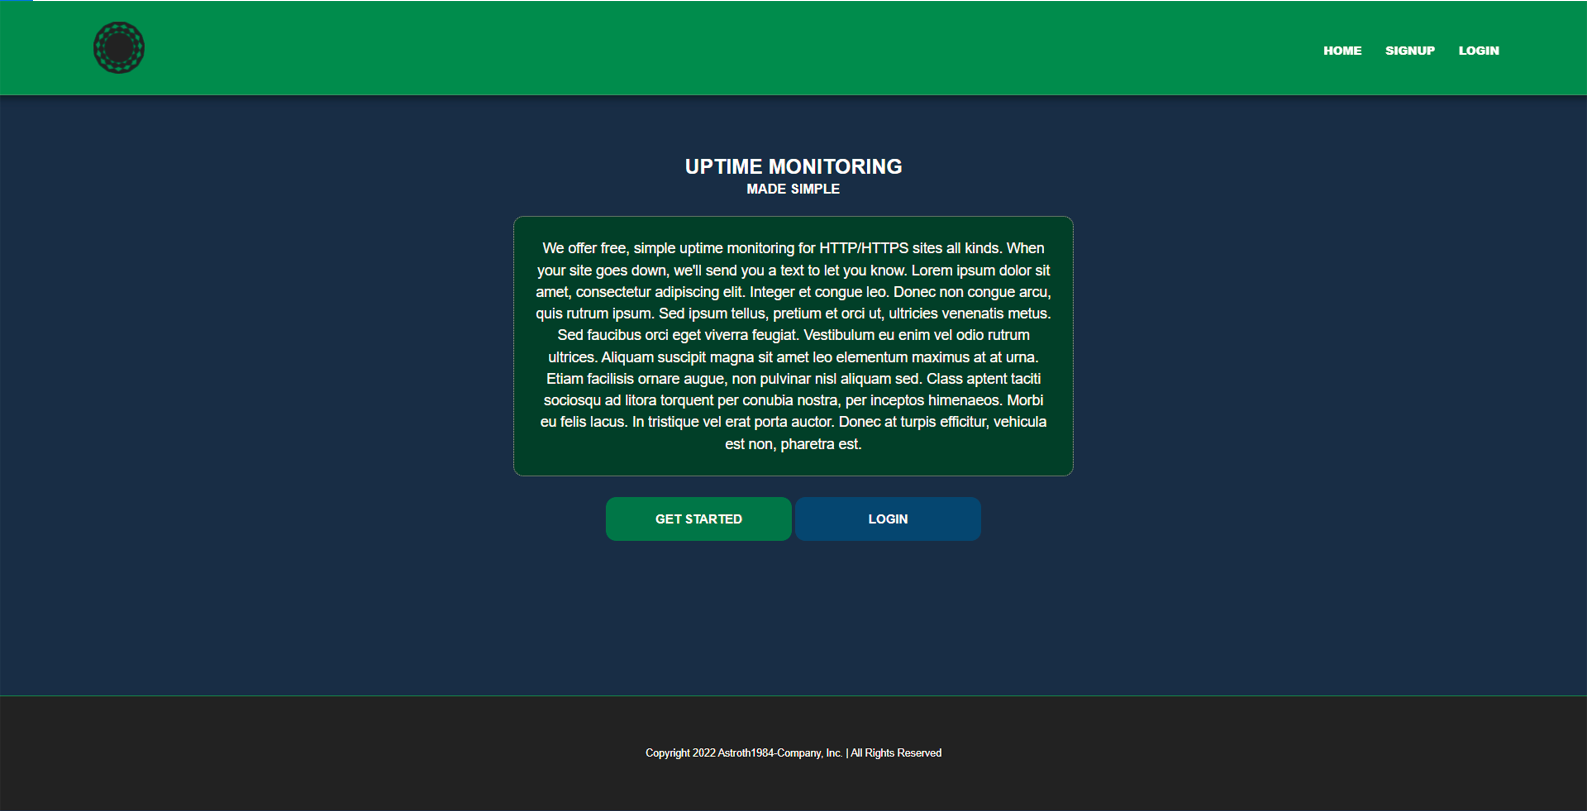 HOME SIGNUP LOGIN
UPTIME MONITORING
MADE SIMPLE
We offer free, simple uptime monitoring for HTTP/HTTPS sites all kinds. When
your site goes down, we'll send you a text to let you know. Lorem ipsum dolor sit
amet, consectetur adipiscing elit. Integer et congue leo. Donec non congue arcu,
quis rutrum ipsum. Sed ipsum tellus, pretium et orci ut, ultricies venenatis metus.
Sed faucibus orci eget viverra feugiat. Vestibulum eu enim vel odio rutrum
ultrices. Aliquam suscipit magna sit amet leo elementum maximus at at urna.
Etiam facilisis ornare augue, non pulvinar nisl aliquam sed. Class aptent taciti
sociosqu ad litora torquent per conubia nostra, per inceptos himenaeos. Morbi
eu felis lacus. In tristique vel erat porta auctor. Donec at turpis efficitur, vehicula
est non, pharetra est.
GET STARTED LOGIN
Copyright 2022 Astroth1984-Company, Inc. | All Rights Reserved